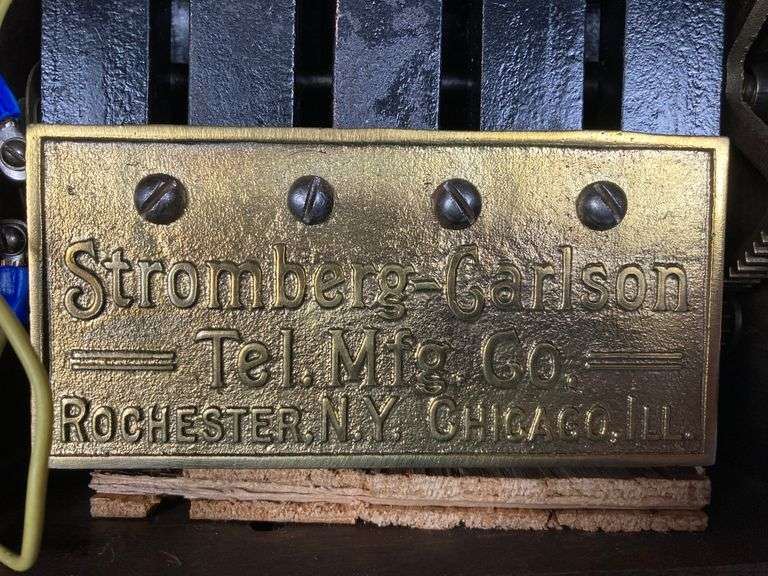 Stromberg-Carlson
Tel. Mfg. Co.
ROCHESTER, N.Y. CHICAGO, ILL.